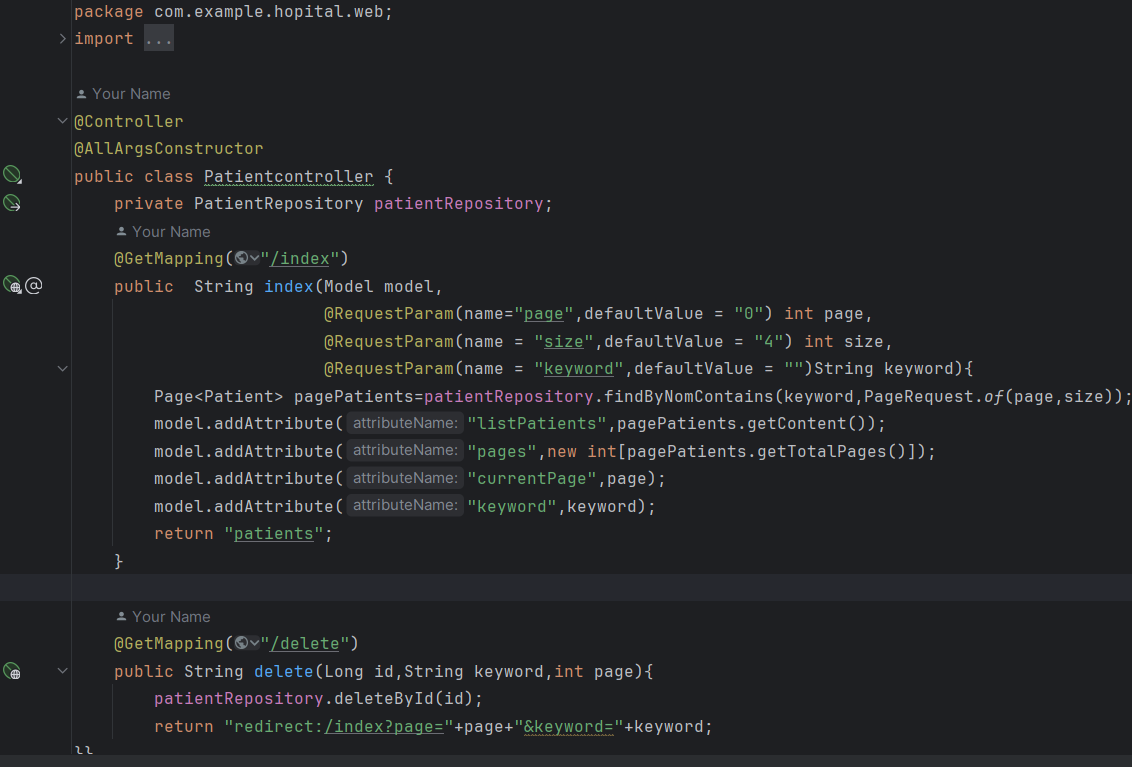 package com.example.hopital.web;
import ...
Your Name
@Controller
@AllArgsConstructor
public class Patientcontroller {
private PatientRepository patientRepository;
Your Name
@GetMapping("/index")
public  String index(Model model,
@RequestParam(name="page",defaultValue = "0") int page,
@RequestParam(name = "size",defaultValue = "4") int size,
@RequestParam(name = "keyword",defaultValue = "")String keyword){
Page<Patient> pagePatients=patientRepository.findByNomContains(keyword,PageRequest.of(page,size));
model.addAttribute( attributeName: "listPatients",pagePatients.getContent());
model.addAttribute( attributeName: "pages",new int[pagePatients.getTotalPages()]);
model.addAttribute( attributeName: "currentPage",page);
model.addAttribute( attributeName: "keyword",keyword);
return "patients";
}
Your Name
@GetMapping("/delete")
public String delete(Long id,String keyword,int page){
patientRepository.deleteById(id);
return "redirect:/index?page="+page+"&keyword="+keyword;
}}